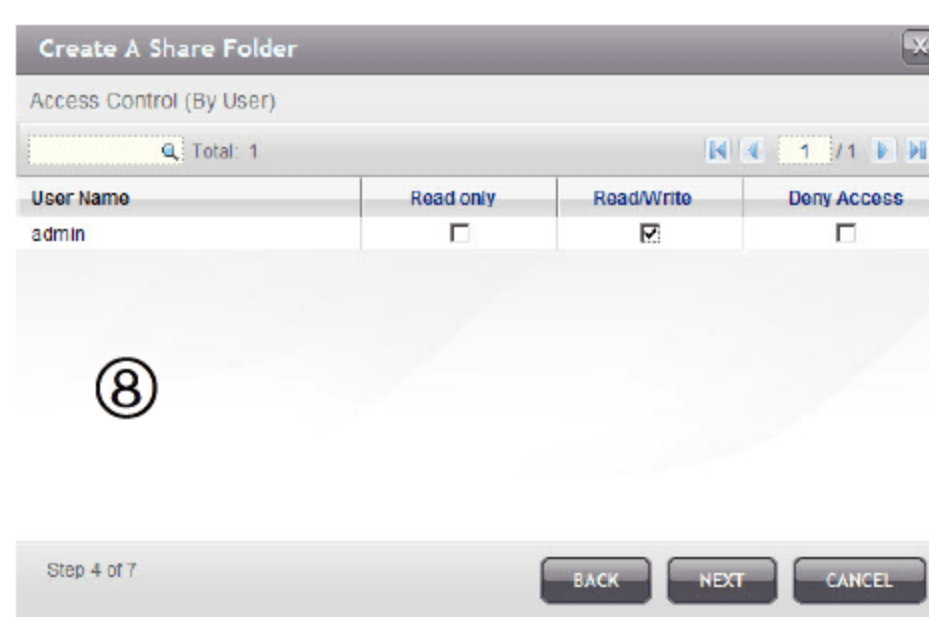 Create A Share Folder X
Access Control (By User)
Total: 1 1 / 1
User Name Read only Read/Write Deny Access
admin
⑧
Step 4 of 7 BACK NEXT CANCEL